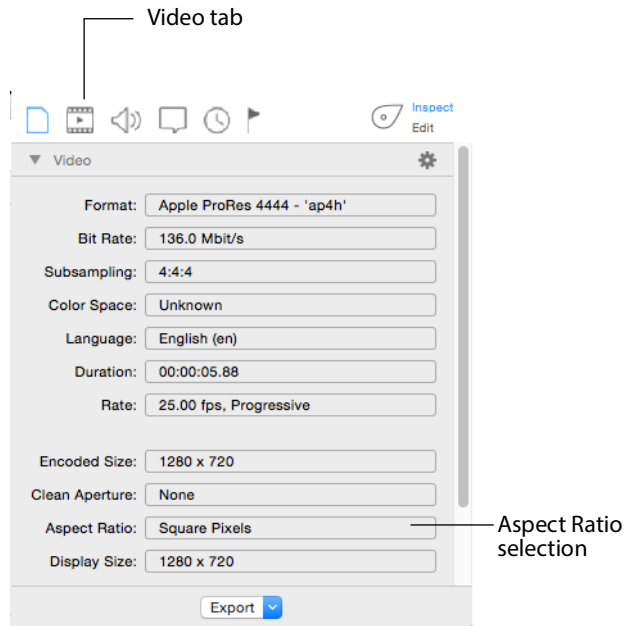 Video tab
Inspect
Edit
Video
Format: Apple ProRes 4444 - 'ap4h'
Bit Rate: 136.0 Mbit/s
Subsampling: 4:4:4
Color Space: Unknown
Language: English (en)
Duration: 00:00:05.88
Rate: 25.00 fps, Progressive
Encoded Size: 1280 x 720
Clean Aperture: None
Aspect Ratio: Square Pixels
Aspect Ratio
selection
Display Size: 1280 x 720
Export